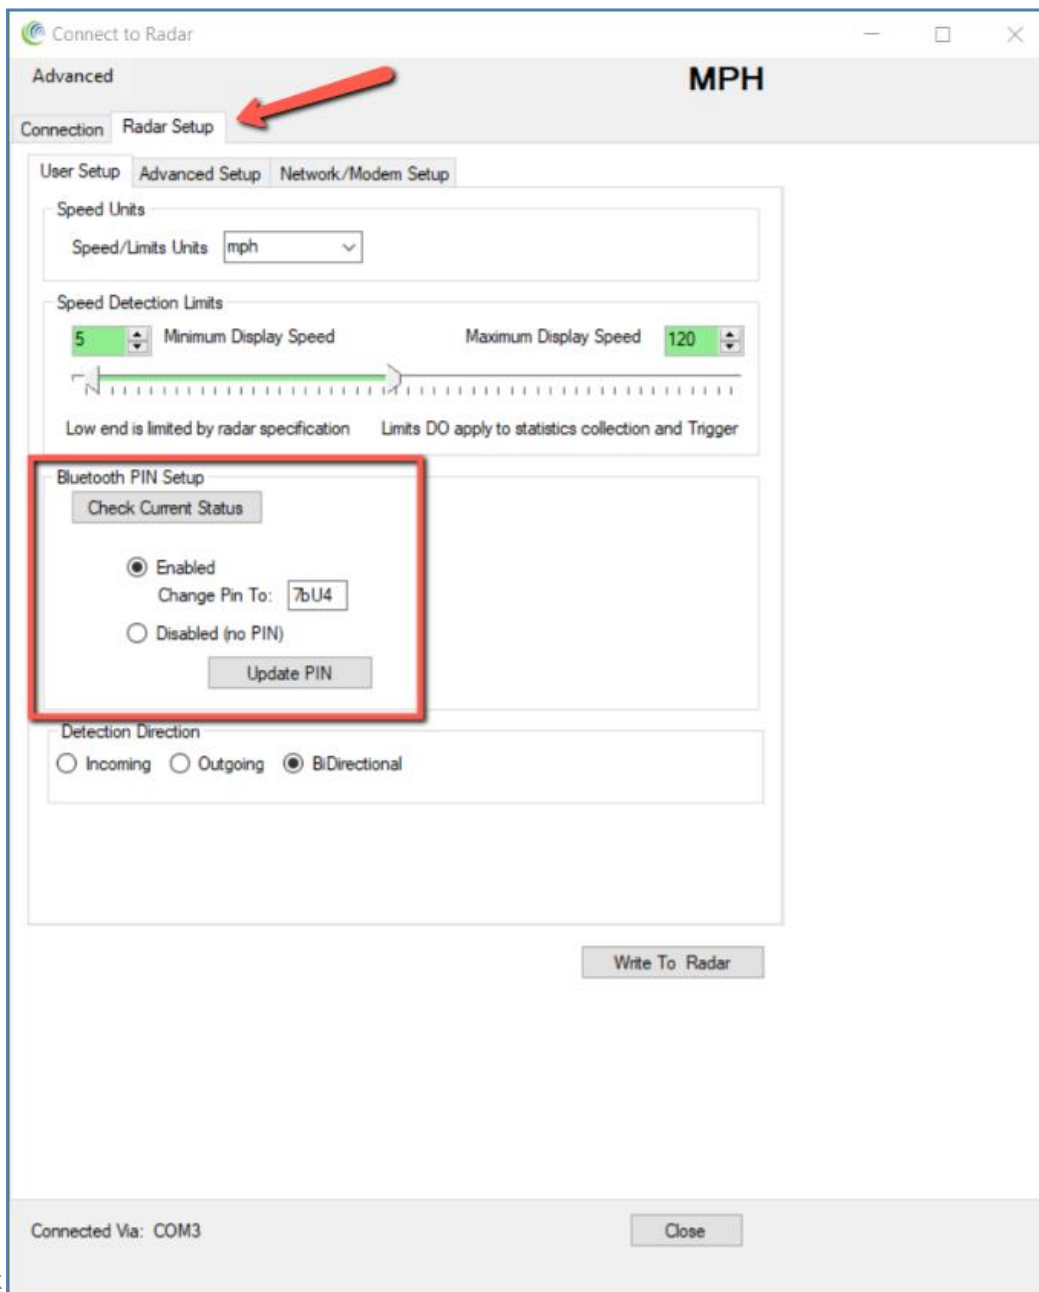 Connect to Radar
Advanced
MPH
Connection Radar Setup
User Setup Advanced Setup Network/Modem Setup
Speed Units
Speed/Limits Units mph
Speed Detection Limits
5 Minimum Display Speed Maximum Display Speed 120
Low end is limited by radar specification Limits DO apply to statistics collection and Trigger
Bluetooth PIN Setup
Check Current Status
Enabled
Change Pin To: 7bU4
Disabled (no PIN)
Update PIN
Detection Direction
Incoming Outgoing BiDirectional
Write To Radar
Connected Via: COM3 Close